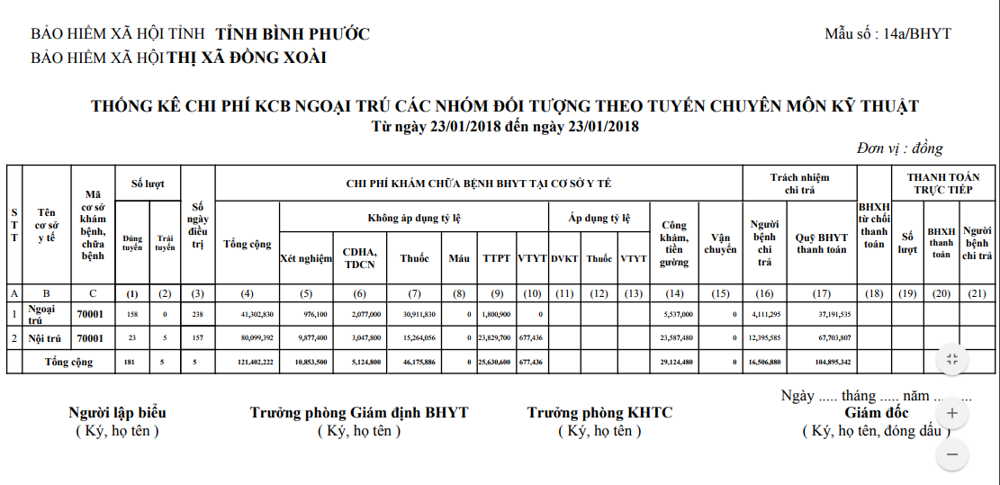 BẢO HIỂM XÃ HỘI TỈNH TỈNH BÌNH PHƯỚC
Mẫu số : 14a/BHYT
BẢO HIỂM XÃ HỘI THỊ XÃ ĐỒNG XOÀI
THỐNG KÊ CHI PHÍ KCB NGOẠI TRÚ CÁC NHÓM ĐỐI TƯỢNG THEO TUYẾN CHUYÊN MÔN KỸ THUẬT
Từ ngày 23/01/2018 đến ngày 23/01/2018
Đơn vị : đồng
STT
Tên cơ sở y tế
Mã cơ sở khám bệnh, chữa bệnh
Số lượt
Đúng tuyến
Trái tuyến
Số ngày điều trị
CHI PHÍ KHÁM CHỮA BỆNH BHYT TẠI CƠ SỞ Y TẾ
Tổng cộng
Không áp dụng tỷ lệ
Xét nghiệm
CDHA, TDCN
Thuốc
Máu
TTPT
VTYT
Áp dụng tỷ lệ
DVKT
Thuốc
VTYT
Công khám, tiền gường
Vận chuyển
Trách nhiệm chi trả
Người bệnh chi trả
Quỹ BHYT thanh toán
BHXH từ chối thanh toán
THANH TOÁN TRỰC TIẾP
Số lượt
BHXH thanh toán
Người bệnh chi trả
A B C (1) (2) (3) (4) (5) (6) (7) (8) (9) (10) (11) (12) (13) (14) (15) (16) (17) (18) (19) (20) (21)
1 Ngoại trú 70001 158 0 238 41,302,830 976,100 2,077,000 30,911,830 0 1,800,900 0 5,537,000 0 4,111,295 37,191,535
2 Nội trú 70001 23 5 157 80,099,392 9,877,400 3,047,800 15,264,056 0 23,829,700 677,436 23,587,480 0 12,395,585 67,703,807
Tổng cộng 181 5 5 121,402,222 10,853,500 5,124,800 46,175,886 0 25,630,600 677,436 29,124,480 0 16,506,880 104,895,342
Ngày ..... tháng ..... năm .........
Người lập biểu
Trưởng phòng Giám định BHYT
Trưởng phòng KHTC
Giám đốc
( Ký, họ tên )
( Ký, họ tên )
( Ký, họ tên )
( Ký, họ tên, đóng dấu )